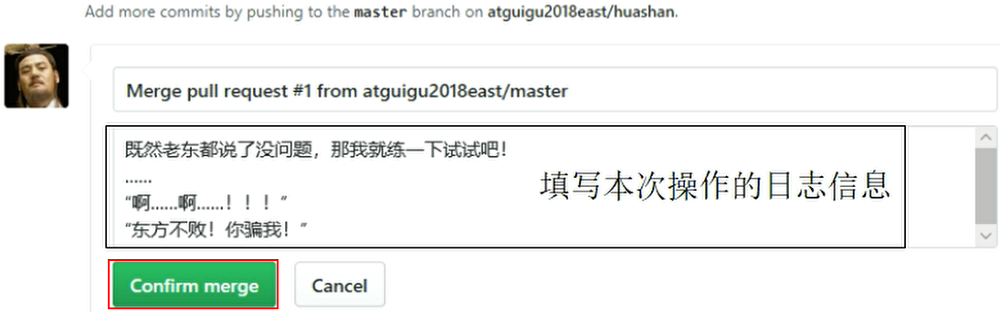 Add more commits by pushing to the master branch on atguigu2018east/huashan.
Merge pull request #1 from atguigu2018east/master
既然老东都说了没问题，那我就练一下试试吧！
……
“啊……啊……！！！”
填写本次操作的日志信息
“东方不败！你骗我！”
Confirm merge
Cancel